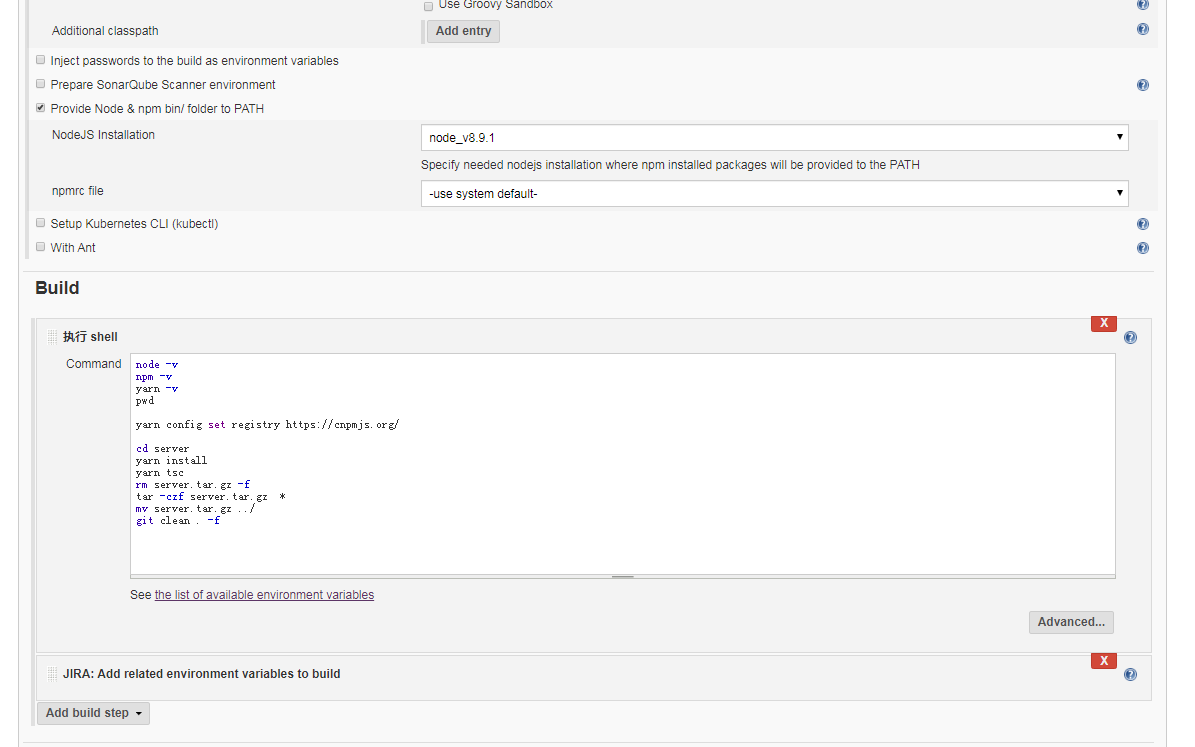 Use Groovy Sandbox
Additional classpath
Add entry
Inject passwords to the build as environment variables
Prepare SonarQube Scanner environment
Provide Node & npm bin/ folder to PATH
NodeJS Installation
node_v8.9.1
Specify needed nodejs installation where npm installed packages will be provided to the PATH
npmrc file
-use system default-
Setup Kubernetes CLI (kubectl)
With Ant
Build
X
执行 shell
Command
node -v
npm -v
yarn -v
pwd
yarn config set registry https://cnpmjs.org/
cd server
yarn install
yarn tsc
rm server.tar.gz -f
tar -czf server.tar.gz  *
mv server.tar.gz ../
git clean . -f
See the list of available environment variables
Advanced...
X
JIRA: Add related environment variables to build
Add build step